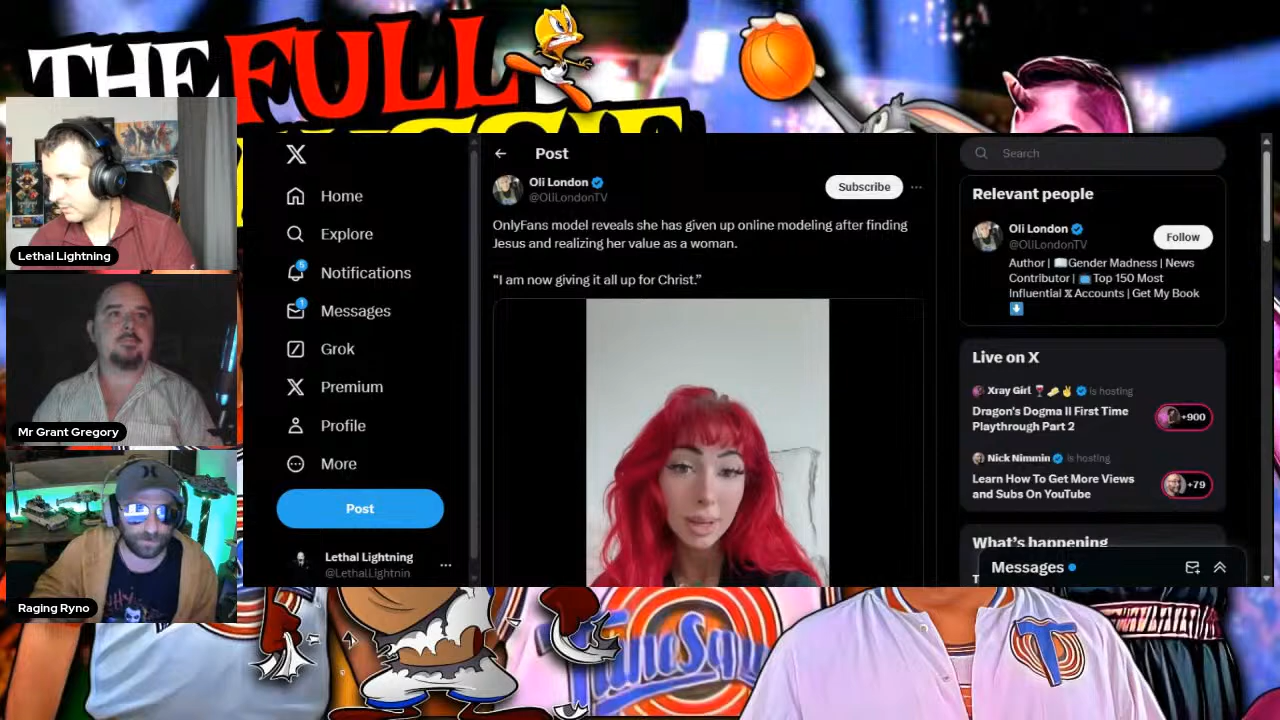 THE FULL
Lethal Lightning
Mr Grant Gregory
Raging Ryno
X
Home
Explore
5
Notifications
1
Messages
Grok
Premium
Profile
More
Post
Lethal Lightning
@LethalLightnin
Post
Oli London
@OliLondonTV
Subscribe
OnlyFans model reveals she has given up online modeling after finding
Jesus and realizing her value as a woman.
“I am now giving it all up for Christ.”
Search
Relevant people
Oli London
@OliLondonTV
Follow
Author | Gender Madness | News
Contributor | Top 150 Most
Influential X Accounts | Get My Book
Live on X
Xray Girl is hosting
Dragon's Dogma II First Time
Playthrough Part 2
+900
Nick Nimmin is hosting
Learn How To Get More Views
and Subs On YouTube
+79
What's happening
Messages